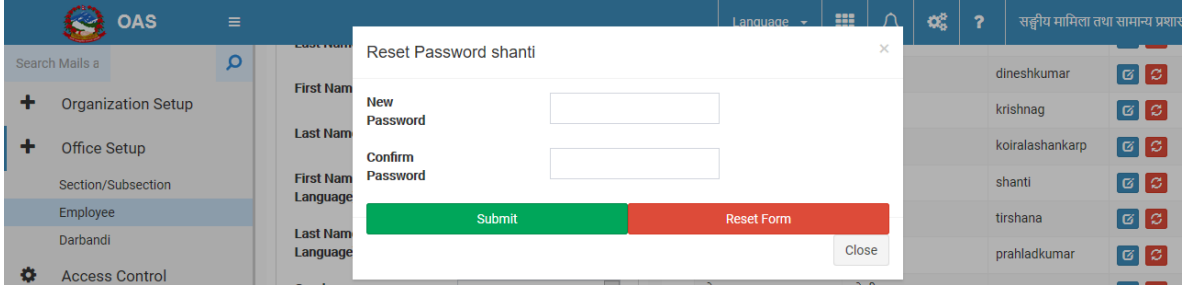 OAS
Language
?
सङ्घीय मामिला तथा सामान्य
Search Mails a
Reset Password shanti
×
New
Password
Confirm
Password
Submit
Reset Form
Close
Organization Setup
Office Setup
Section/Subsection
Employee
Darbandi
Access Control
First Nam
Last Nam
First Nam
Language
Last Nam
Language
dineshkumar
krishnag
koiralashankarp
shanti
tirshana
prahladkumar